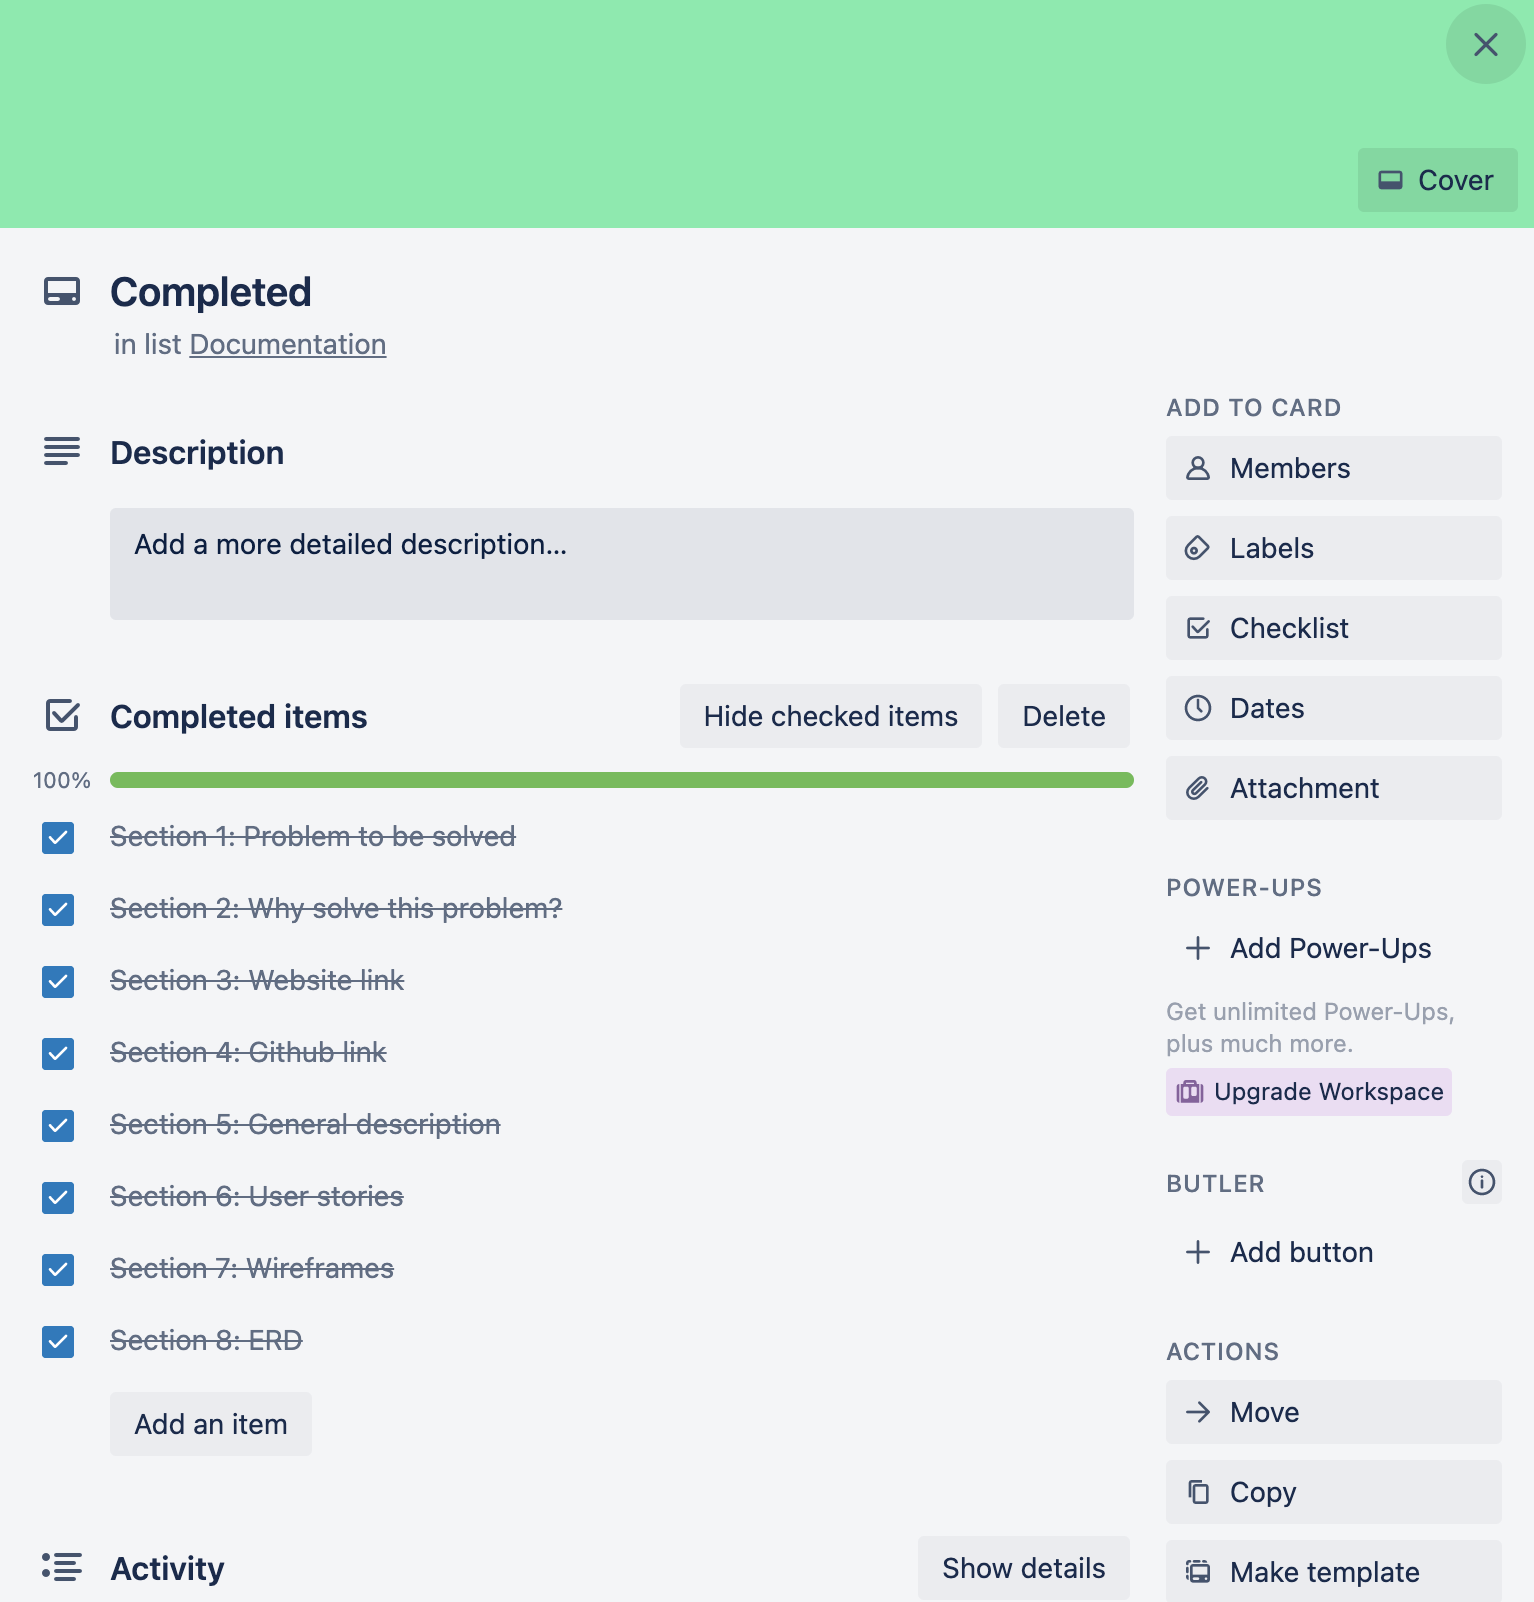 Cover
Completed
in list Documentation
Description
Add a more detailed description...
Completed items
Hide checked items
Delete
100%
Section 1: Problem to be solved
Section 2: Why solve this problem?
Section 3: Website link
Section 4: Github link
Section 5: General description
Section 6: User stories
Section 7: Wireframes
Section 8: ERD
Add an item
Activity
Show details
ADD TO CARD
Members
Labels
Checklist
Dates
Attachment
POWER-UPS
Add Power-Ups
Get unlimited Power-Ups,
plus much more.
Upgrade Workspace
BUTLER
Add button
ACTIONS
Move
Copy
Make template